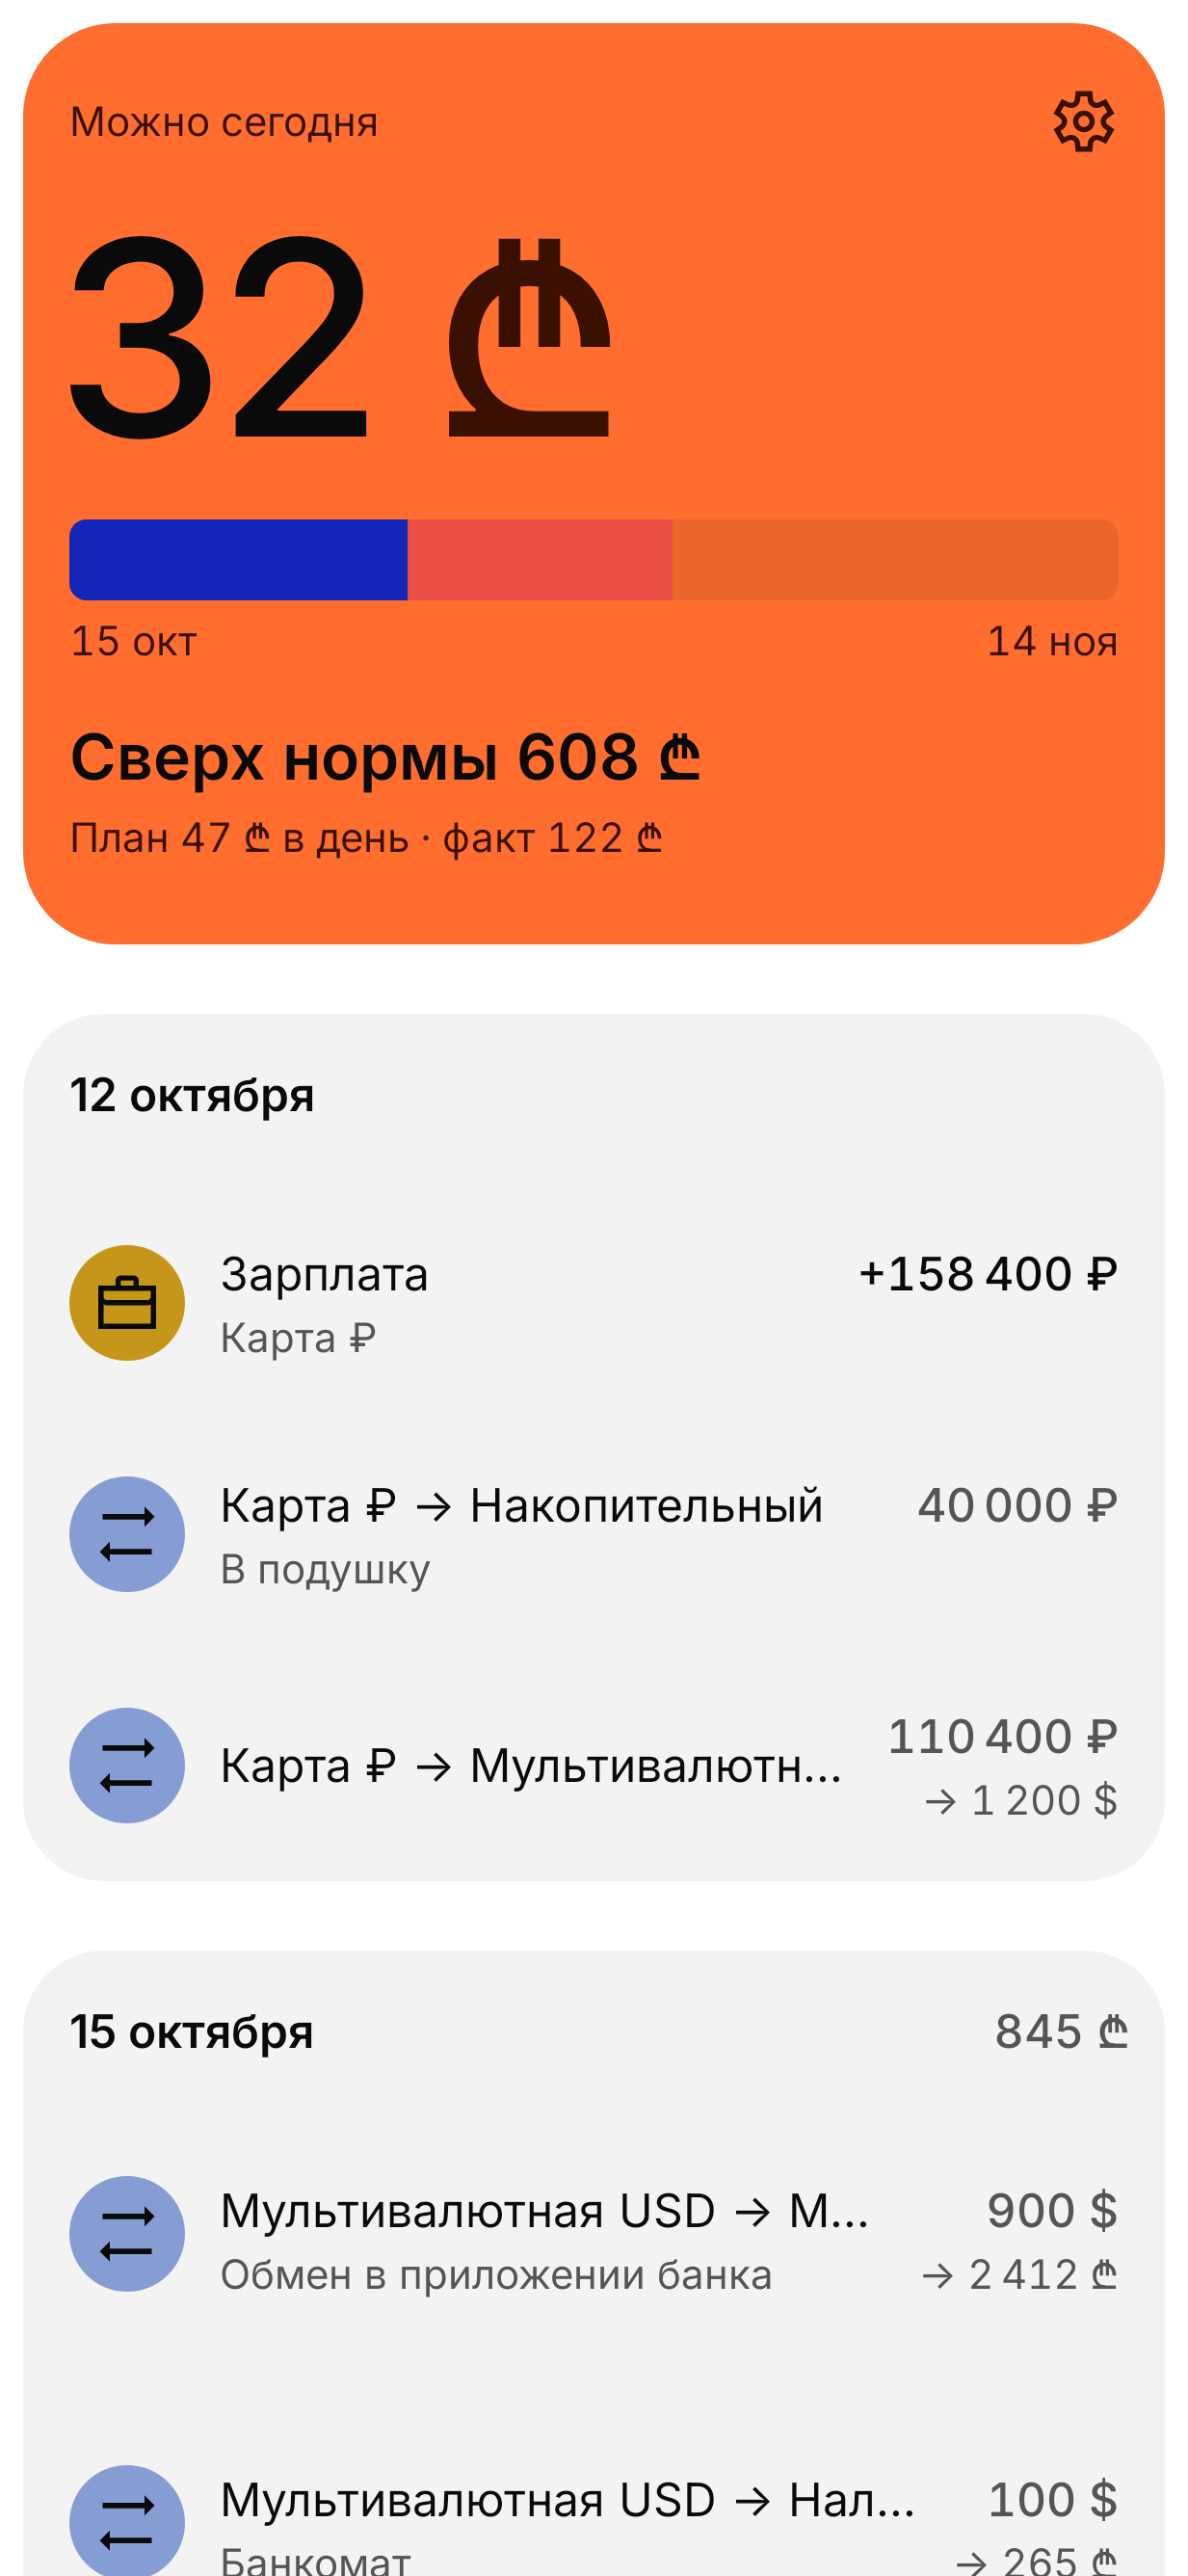 Можно сегодня
32 ₾
15 окт
14 ноя
Сверх нормы 608 ₾
План 47 ₾ в день · факт 122 ₾
12 октября
Зарплата
+158 400 ₽
Карта ₽
Карта ₽ → Накопительный
40 000 ₽
В подушку
Карта ₽ → Мультивалютн...
110 400 ₽
→ 1 200 $
15 октября
845 ₾
Мультивалютная USD → М...
900 $
Обмен в приложении банка
→ 2 412 ₾
Мультивалютная USD → Нал...
100 $
Банкомат
→ 265 ₾